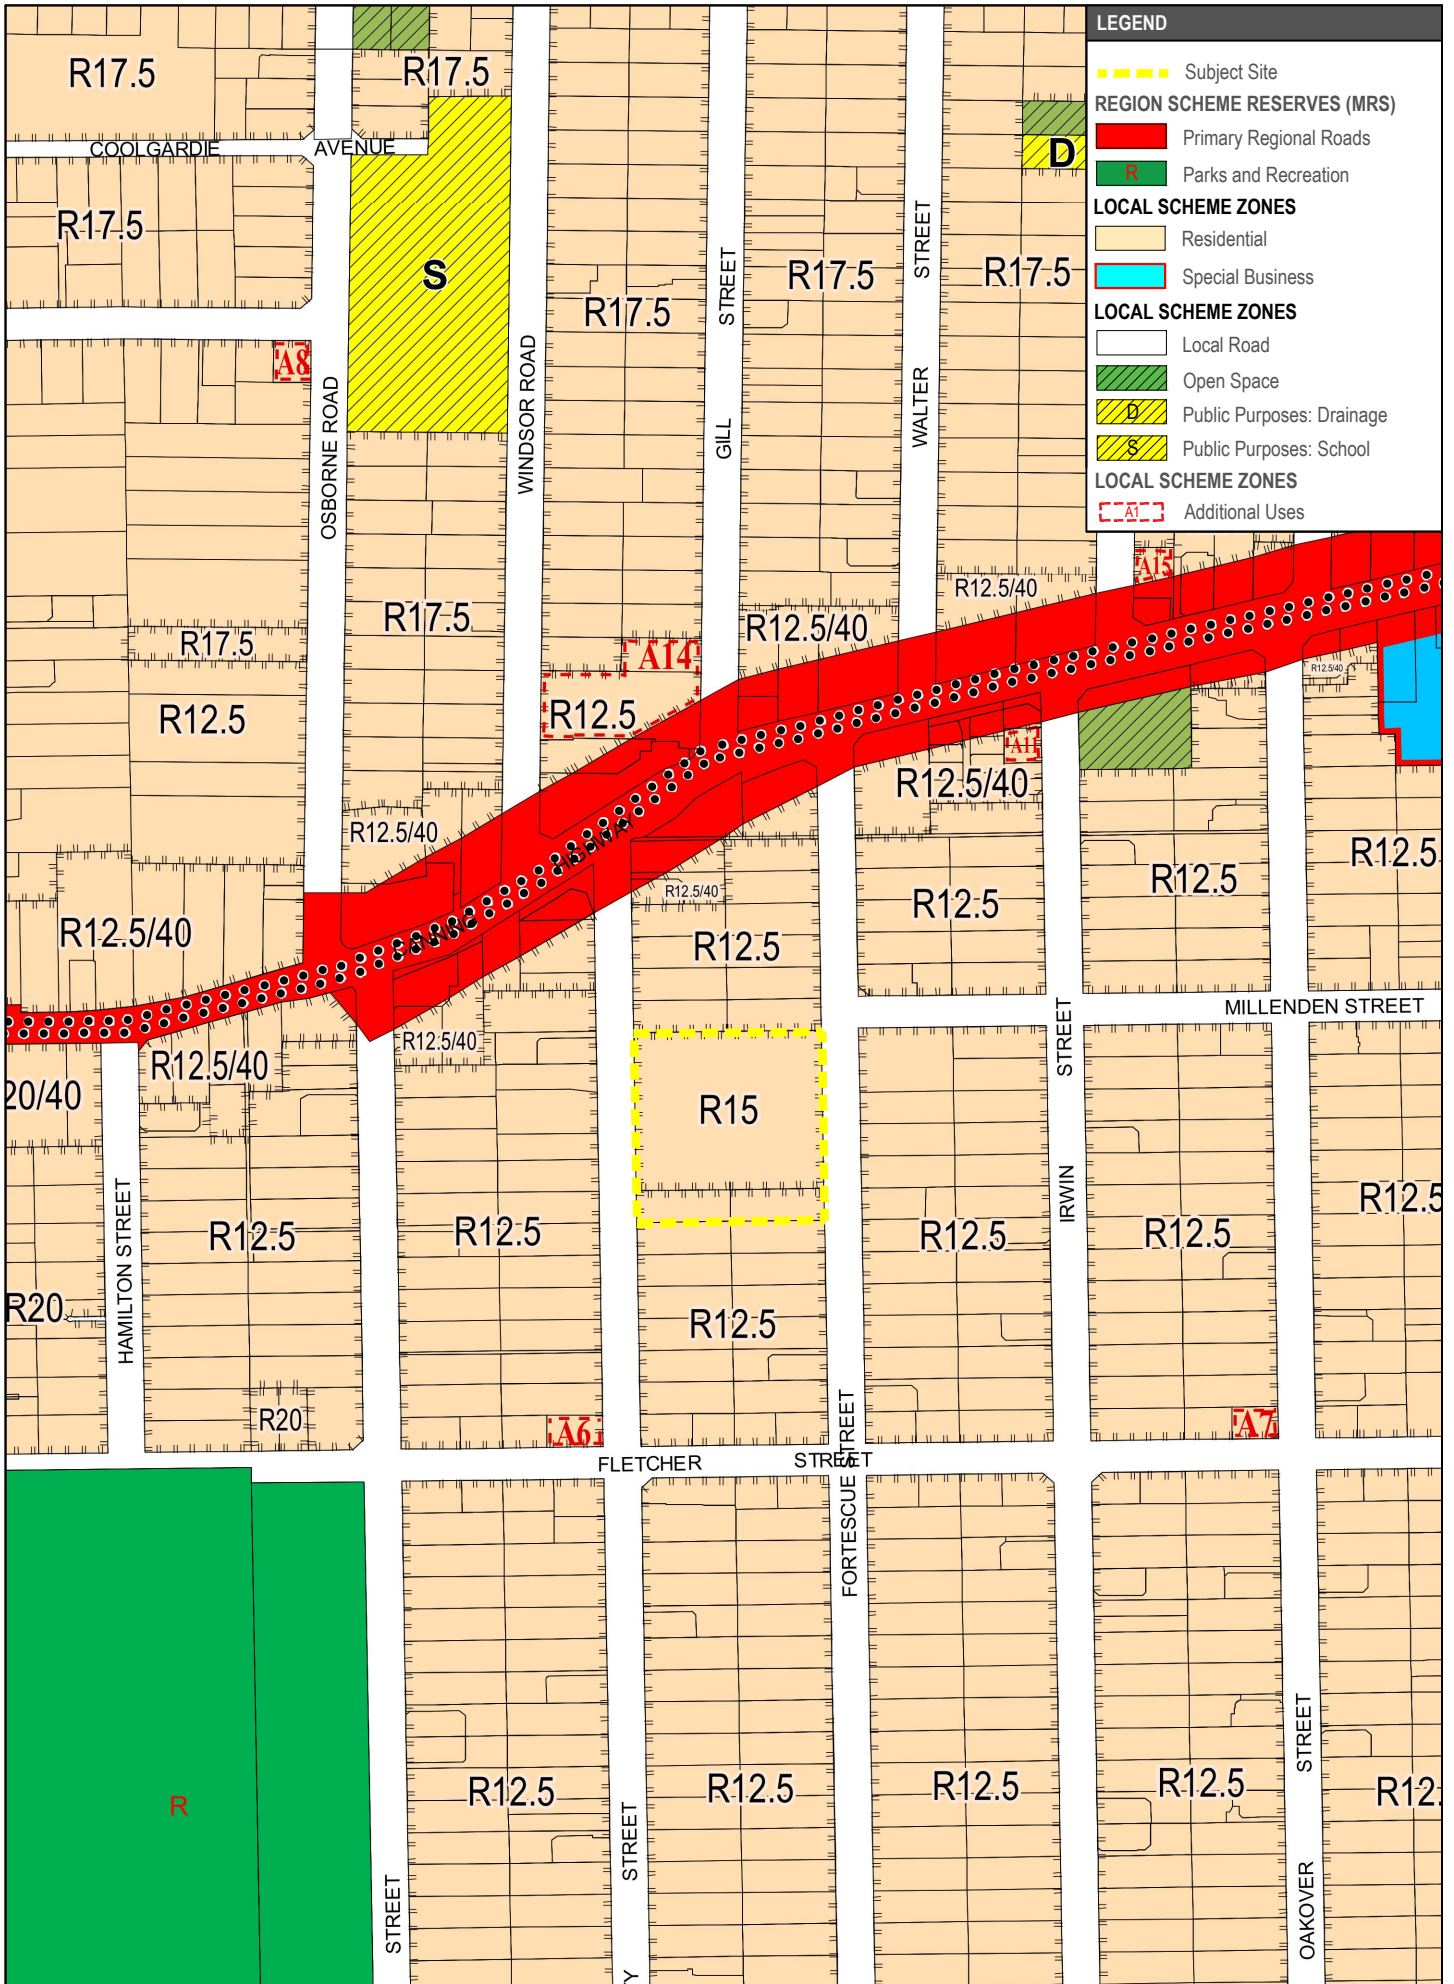 LEGEND
Subject Site
REGION SCHEME RESERVES (MRS)
Primary Regional Roads
R
Parks and Recreation
LOCAL SCHEME ZONES
Residential
Special Business
LOCAL SCHEME ZONES
Local Road
Open Space
D
Public Purposes: Drainage
S
Public Purposes: School
LOCAL SCHEME ZONES
A1
Additional Uses
R17.5
R17.5
COOLGARDIE AVENUE
D
R17.5
S
R17.5
R17.5
R17.5
A8
OSBORNE ROAD
WINDSOR ROAD
GILL STREET
WALTER STREET
A15
R12.5/40
R17.5
R12.5/40
R17.5
A14
R12.5/40
R12.5
R12.5
A11
R12.5/40
R12.5/40
CANNING HIGHWAY
R12.5
R12.5
R12.5/40
R12.5
R12.5/40
R12.5
MILLENDEN STREET
R12.5/40
R12.5/40
20/40
R15
IRWIN STREET
HAMILTON STREET
R12.5
R12.5
R12.5
R12.5
R12.5
R20
R12.5
R20
A6
A7
FLETCHER STREET
FORTESCUE STREET
R12.5
R12.5
R12.5
R12.5
R12.
R
STREET
STREET
Y
OAKOVER STREET